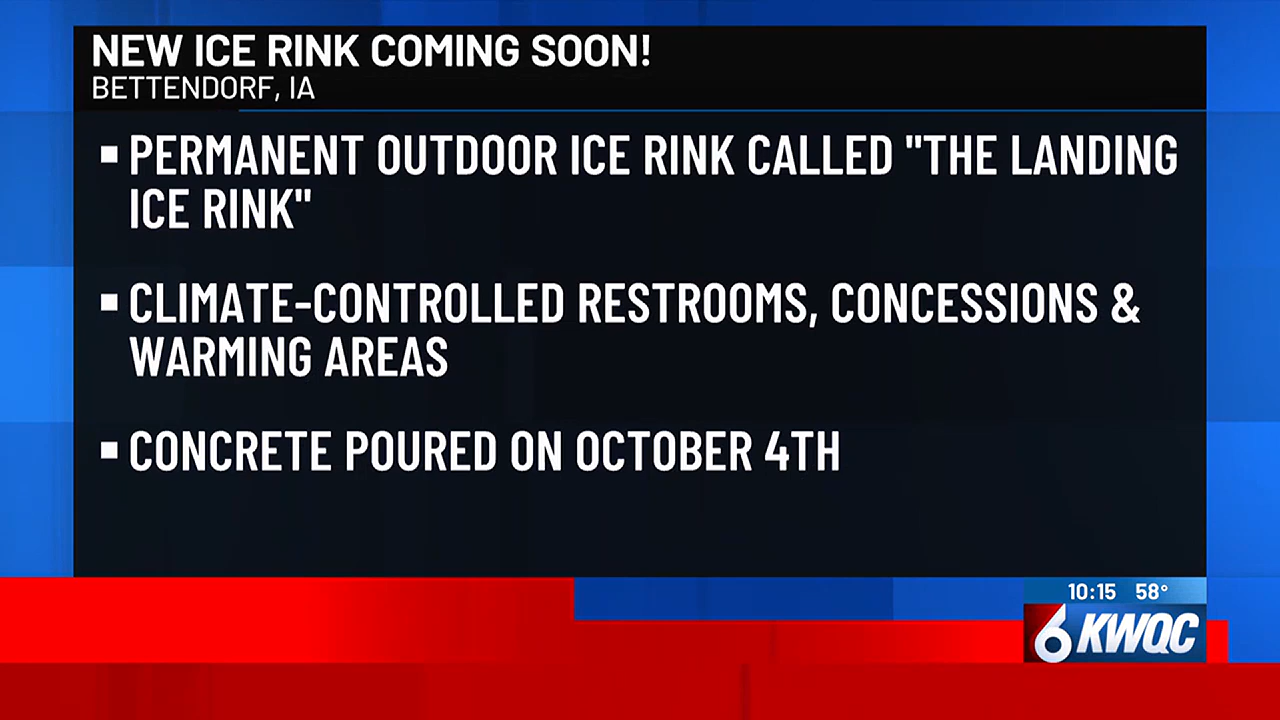 NEW ICE RINK COMING SOON!
BETTENDORF, IA
▪ PERMANENT OUTDOOR ICE RINK CALLED "THE LANDING
ICE RINK"
▪ CLIMATE-CONTROLLED RESTROOMS, CONCESSIONS &
WARMING AREAS
▪ CONCRETE POURED ON OCTOBER 4TH
10:15 58°
6 KWQC